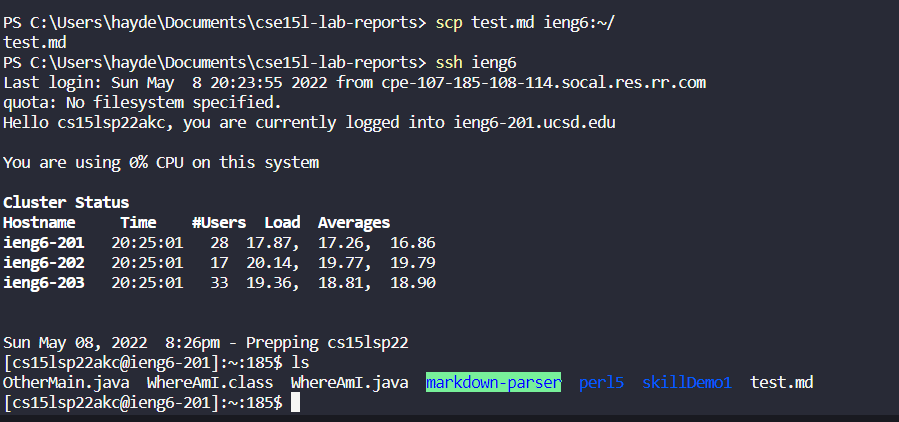 PS C:\Users\hayde\Documents\cse15l-lab-reports> scp test.md ieng6:~/
test.md
PS C:\Users\hayde\Documents\cse15l-lab-reports> ssh ieng6
Last login: Sun May  8 20:23:55 2022 from cpe-107-185-108-114.socal.res.rr.com
quota: No filesystem specified.
Hello cs15lsp22akc, you are currently logged into ieng6-201.ucsd.edu
You are using 0% CPU on this system
Cluster Status
Hostname     Time    #Users  Load  Averages
ieng6-201   20:25:01   28  17.87,  17.26,  16.86
ieng6-202   20:25:01   17  20.14,  19.77,  19.79
ieng6-203   20:25:01   33  19.36,  18.81,  18.90
Sun May 08, 2022  8:26pm - Prepping cs15lsp22
[cs15lsp22akc@ieng6-201]:~:185$ ls
OtherMain.java  WhereAmI.class  WhereAmI.java  markdown-parser  perl5  skillDemo1  test.md
[cs15lsp22akc@ieng6-201]:~:185$